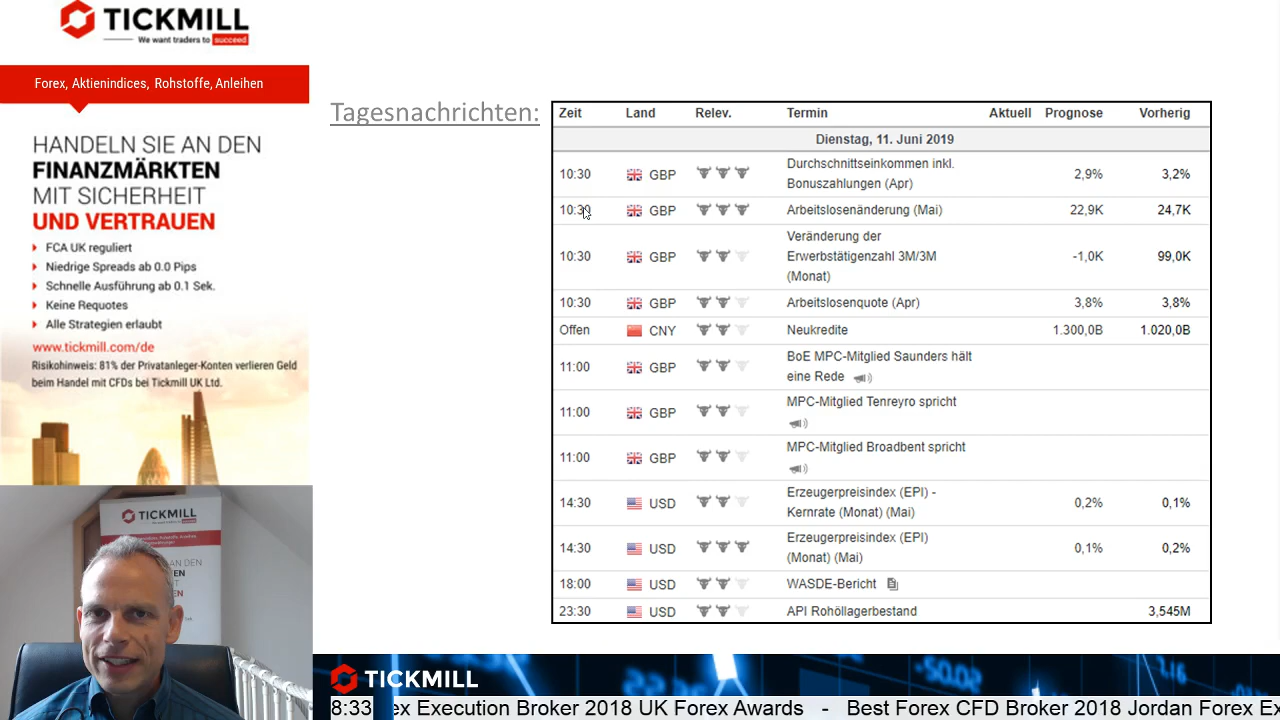 TICKMILL
We want traders to succeed
Forex, Aktienindices, Rohstoffe, Anleihen
HANDELN SIE AN DEN
FINANZMÄRKTEN
MIT SICHERHEIT
UND VERTRAUEN
FCA UK reguliert
Niedrige Spreads ab 0.0 Pips
Schnelle Ausführung ab 0.1 Sek.
Keine Requotes
Alle Strategien erlaubt
www.tickmill.com/de
Risikohinweis: 81% der Privatanleger-Konten verlieren Geld
beim Handel mit CFDs bei Tickmill UK Ltd.
Tagesnachrichten:
Zeit Land Relev. Termin Aktuell Prognose Vorherig
Dienstag, 11. Juni 2019
10:30 GBP Durchschnittseinkommen inkl. 2,9% 3,2%
Bonuszahlungen (Apr)
10:30 GBP Arbeitslosenänderung (Mai) 22,9K 24,7K
Veränderung der
10:30 GBP Erwerbstätigenzahl 3M/3M -1,0K 99,0K
(Monat)
10:30 GBP Arbeitslosenquote (Apr) 3,8% 3,8%
Offen CNY Neukredite 1.300,0B 1.020,0B
11:00 GBP BoE MPC-Mitglied Saunders hält
eine Rede
11:00 GBP MPC-Mitglied Tenreyro spricht
11:00 GBP MPC-Mitglied Broadbent spricht
14:30 USD Erzeugerpreisindex (EPI) - 0,2% 0,1%
Kernrate (Monat) (Mai)
14:30 USD Erzeugerpreisindex (EPI) 0,1% 0,2%
(Monat) (Mai)
18:00 USD WASDE-Bericht
23:30 USD API Rohöllagerbestand 3,545M
TICKMILL
AN DEN
TICKMILL
-50.02
8:33 ex Execution Broker 2018 UK Forex Awards - Best Forex CFD Broker 2018 Jordan Forex Ex